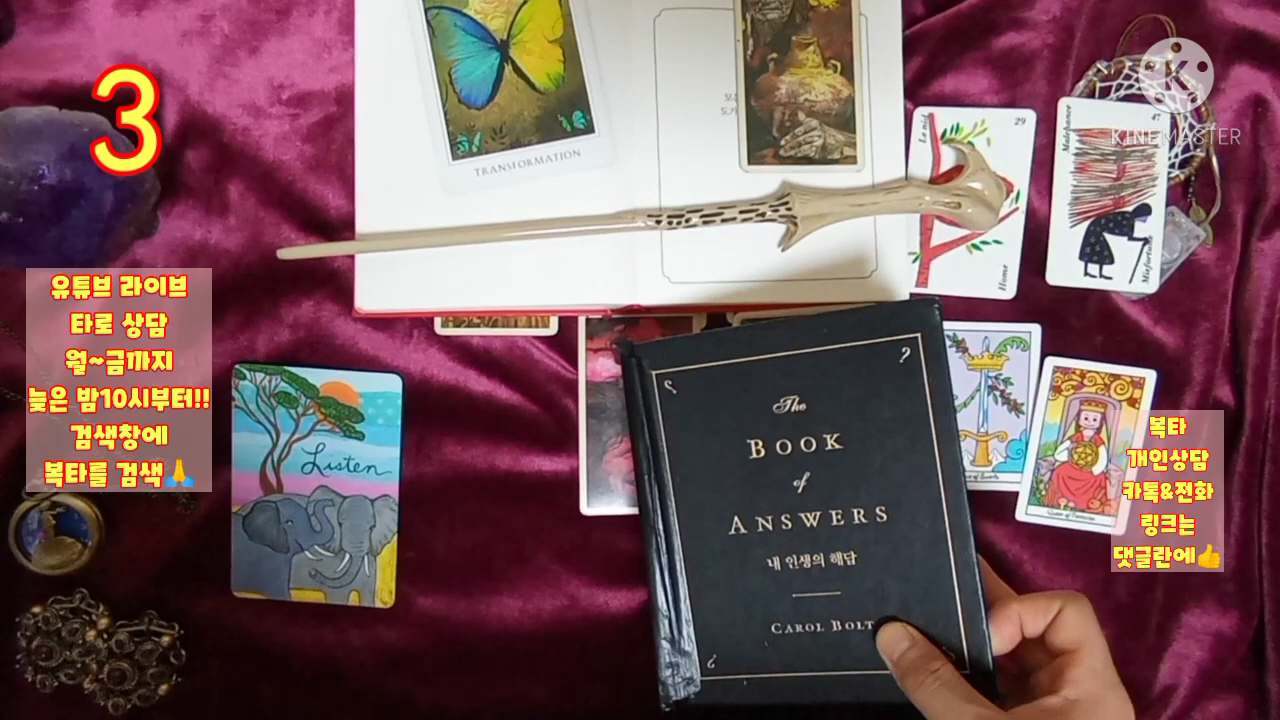 3
TRANSFORMATION
KINEMASTER
29
Le nid
Home
47
Malchance
Misfortune
유튜브 라이브
타로 상담
월~금까지
늦은 밤10시부터!!
검색창에
복타를 검색🙏
Listen
?
The
BOOK
of
ANSWERS
내 인생의 해답
CAROL BOLT
?
복타
개인상담
카톡&전화
링크는
댓글란에👍